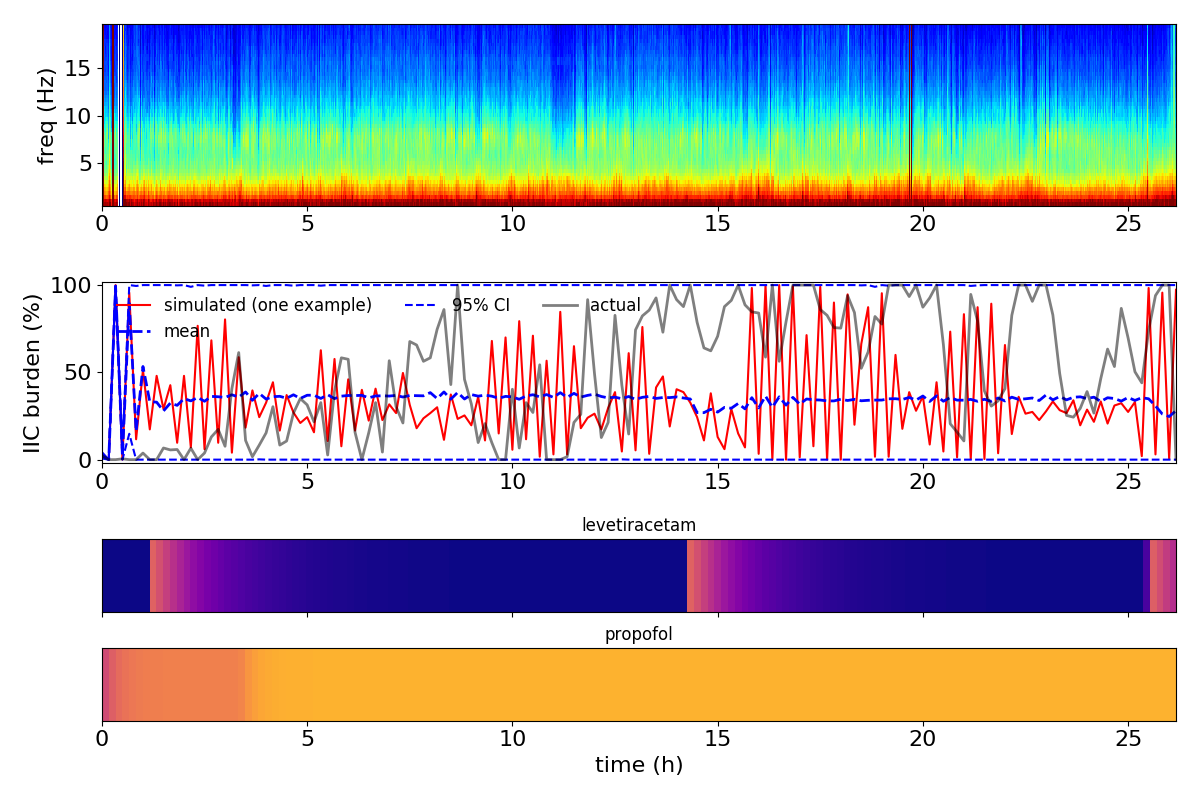 freq (Hz)
15
10
5
0 5 10 15 20 25
IIC burden (%)
100
50
0
simulated (one example) 95% CI actual
mean
0 5 10 15 20 25
levetiracetam
propofol
0 5 10 15 20 25
time (h)